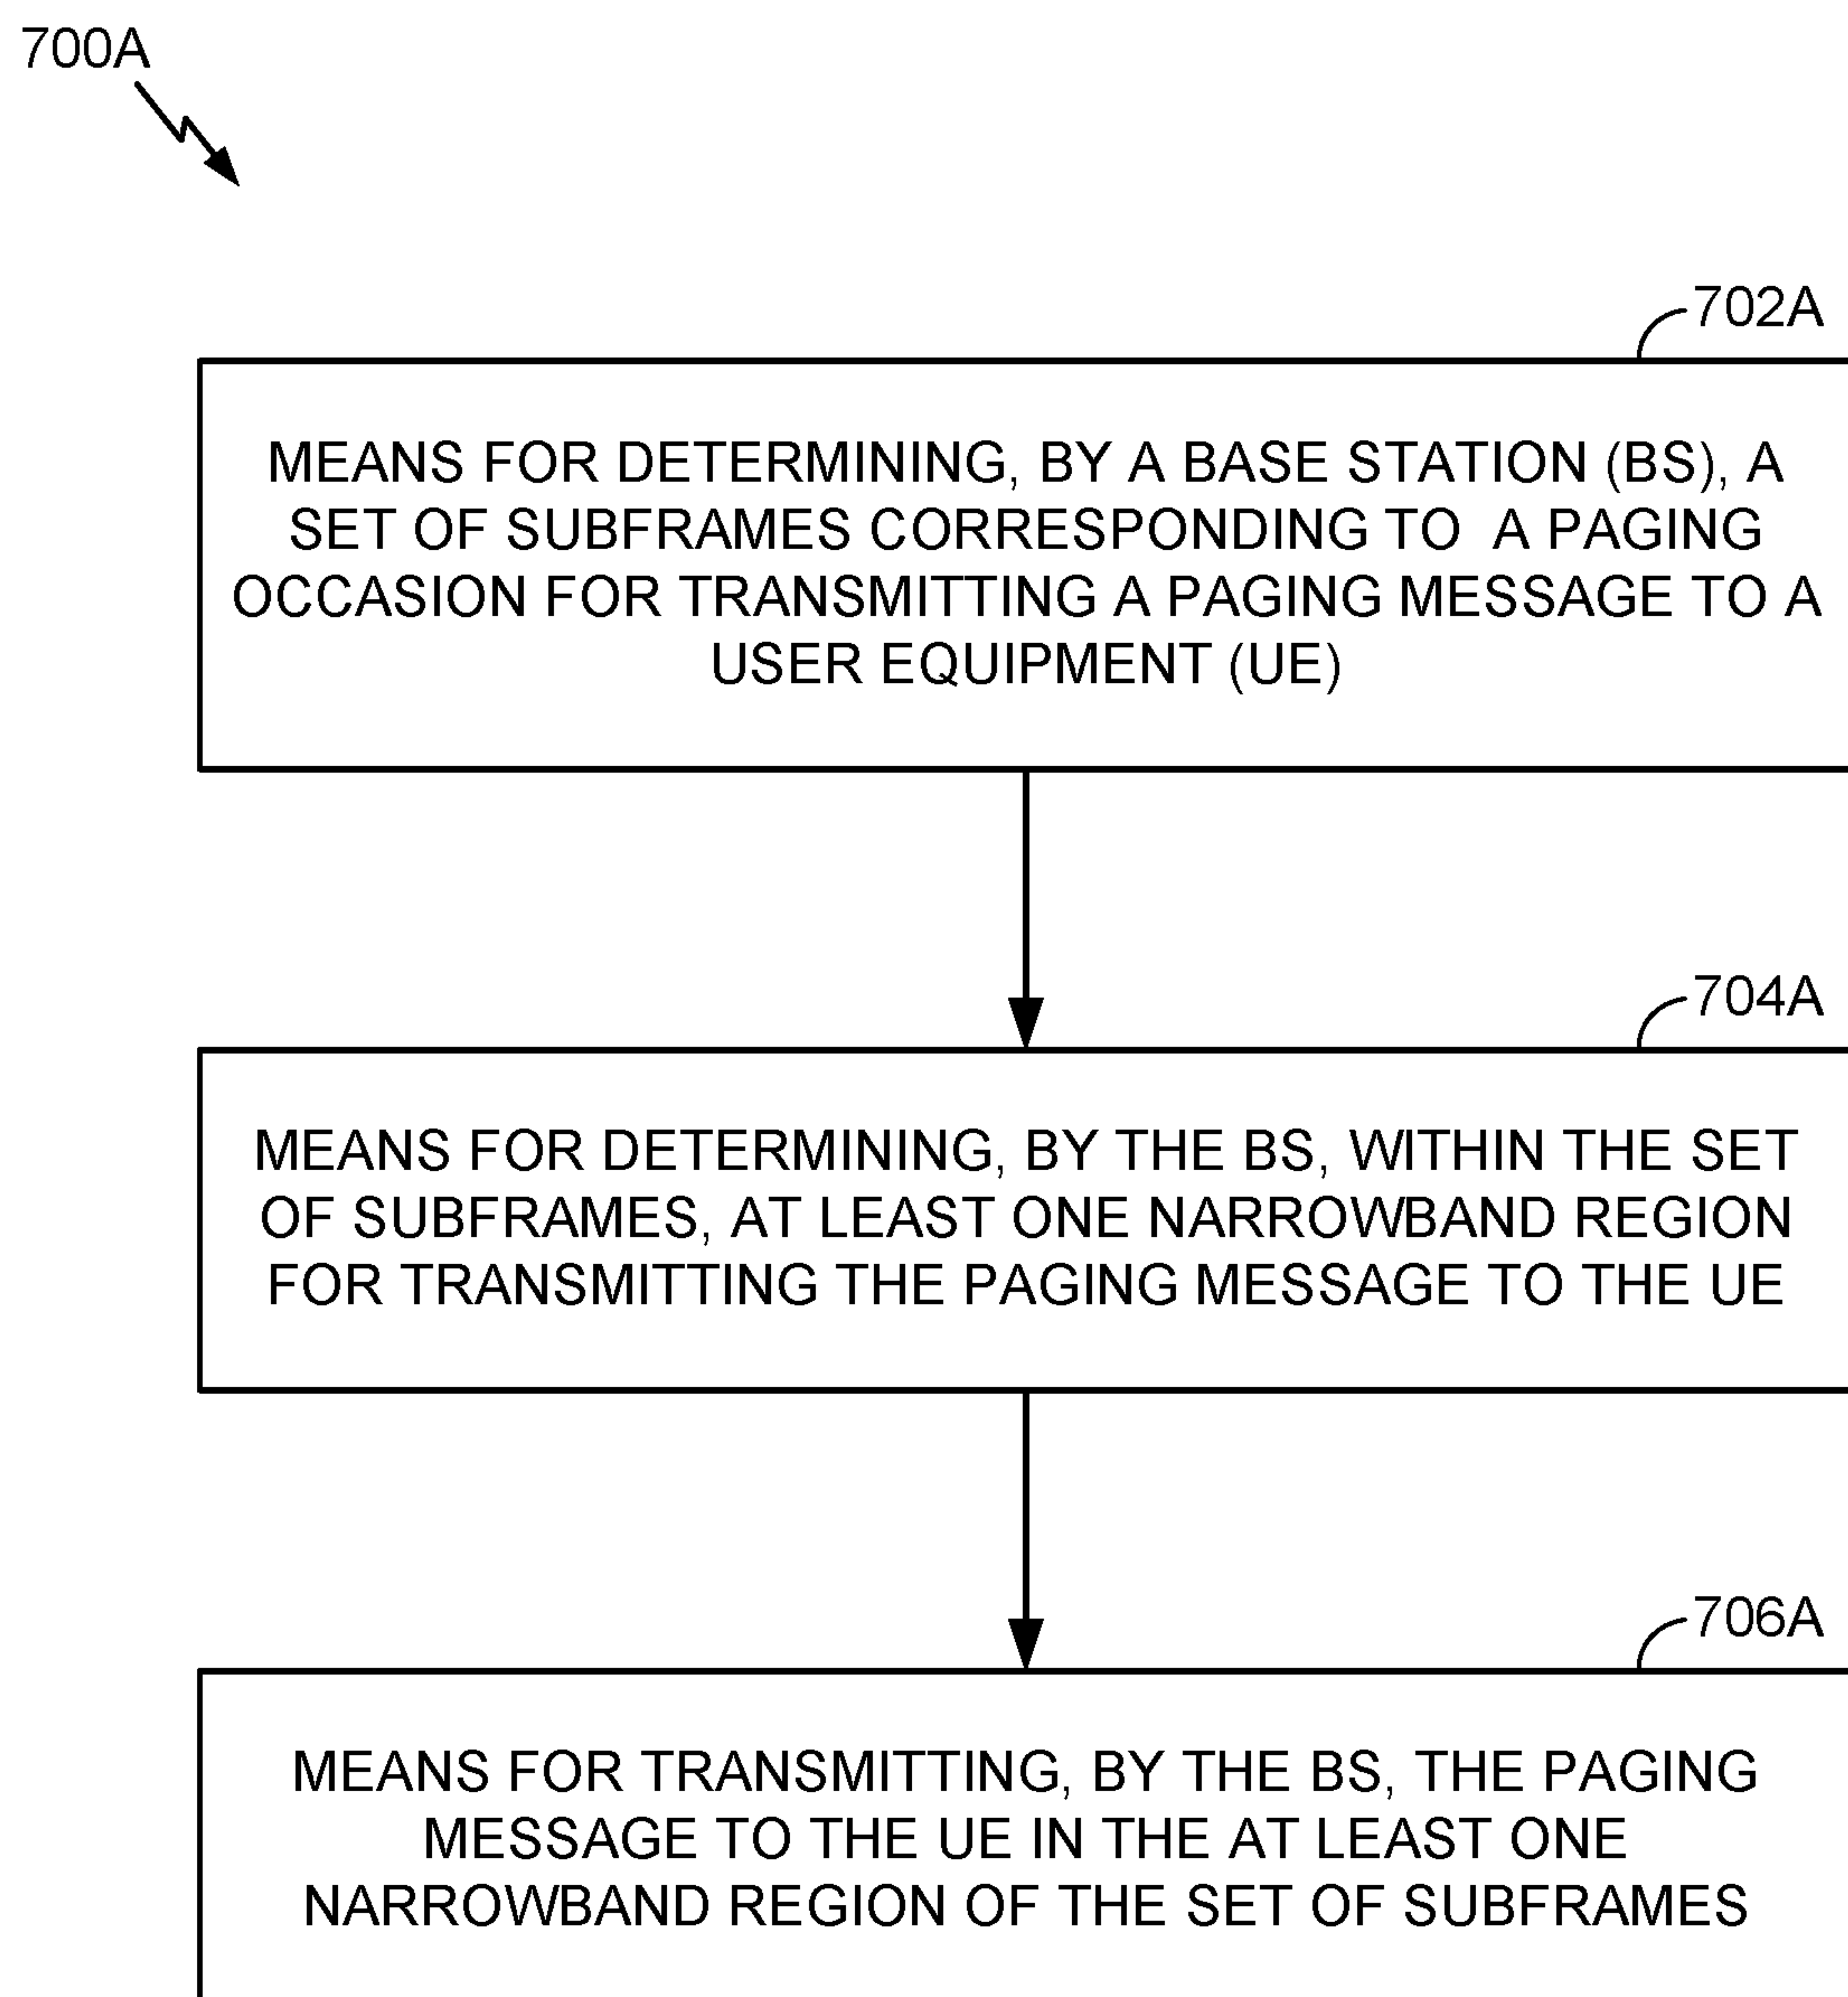 700A
702A
MEANS FOR DETERMINING, BY A BASE STATION (BS), A
SET OF SUBFRAMES CORRESPONDING TO A PAGING
OCCASION FOR TRANSMITTING A PAGING MESSAGE TO A
USER EQUIPMENT (UE)
704A
MEANS FOR DETERMINING, BY THE BS, WITHIN THE SET
OF SUBFRAMES, AT LEAST ONE NARROWBAND REGION
FOR TRANSMITTING THE PAGING MESSAGE TO THE UE
706A
MEANS FOR TRANSMITTING, BY THE BS, THE PAGING
MESSAGE TO THE UE IN THE AT LEAST ONE
NARROWBAND REGION OF THE SET OF SUBFRAMES